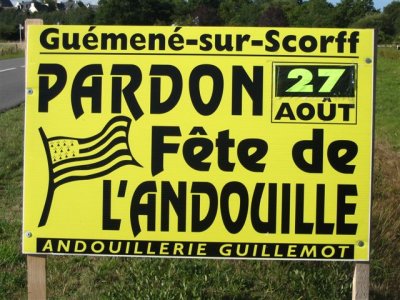 Guémené-sur-Scorff
PARDON 27
AOÛT
Fête de
L'ANDOUILLE
ANDOUILLERIE GUILLEMOT